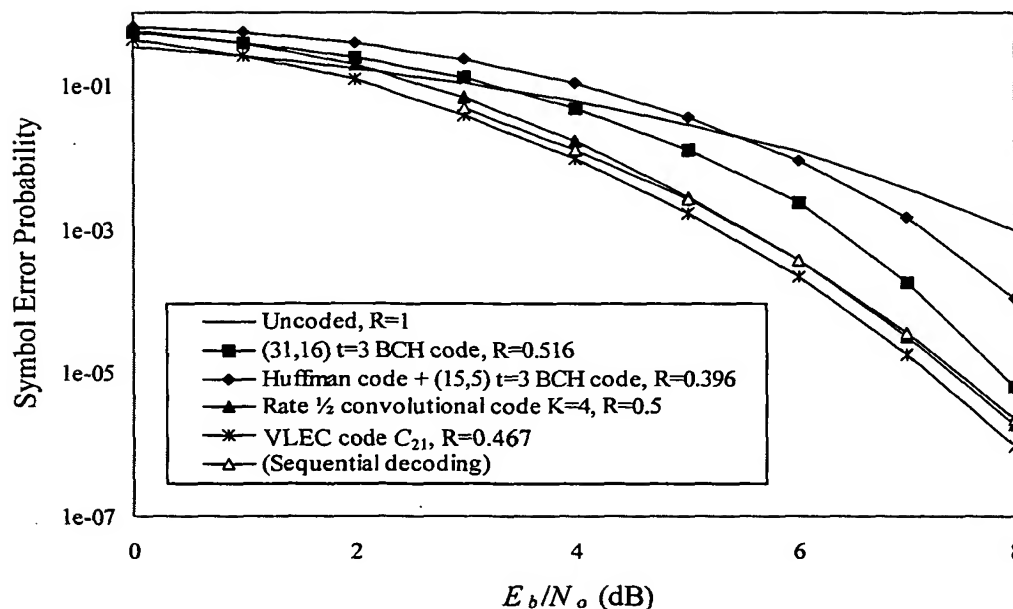 1e-01
1e-03
1e-05
1e-07
Symbol Error Probability
Uncoded, R=1
(31,16) t=3 BCH code, R=0.516
Huffman code + (15,5) t=3 BCH code, R=0.396
Rate ½ convolutional code K=4, R=0.5
VLEC code C₂₁, R=0.467
(Sequential decoding)
0 2 4 6 8
E_b/N_o (dB)